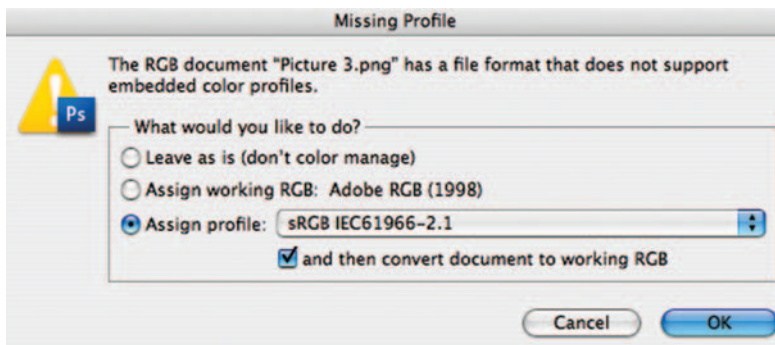 Missing Profile
The RGB document "Picture 3.png" has a file format that does not support
embedded color profiles.
Ps
What would you like to do?
Leave as is (don't color manage)
Assign working RGB: Adobe RGB (1998)
Assign profile: sRGB IEC61966-2.1
and then convert document to working RGB
Cancel OK